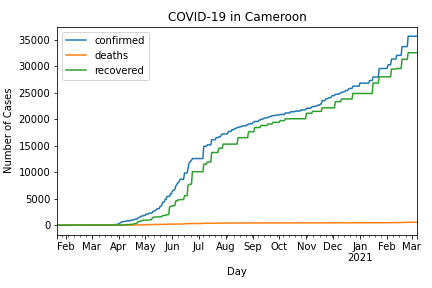 COVID-19 in Cameroon
confirmed
deaths
recovered
Number of Cases
35000
30000
25000
20000
15000
10000
5000
0
Feb Mar Apr May Jun Jul Aug Sep Oct Nov Dec Jan Feb Mar
2021
Day